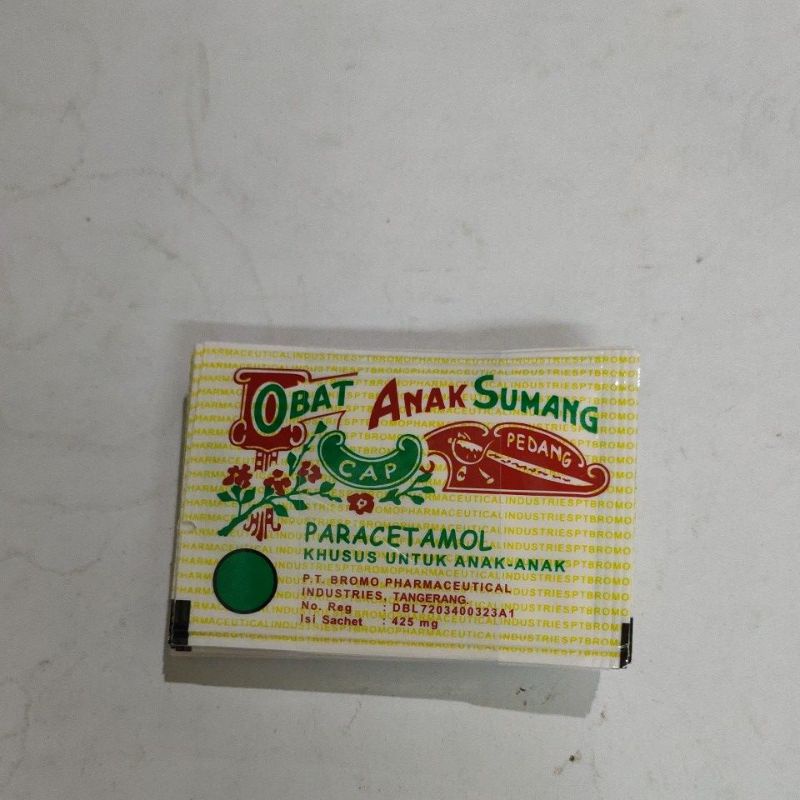 OBAT ANAK SUMANG
CAP PEDANG
PARACETAMOL
KHUSUS UNTUK ANAK-ANAK
P.T. BROMO PHARMACEUTICAL
INDUSTRIES, TANGERANG.
No. Reg : DBL7203400323A1
Isi Sachet : 425 mg